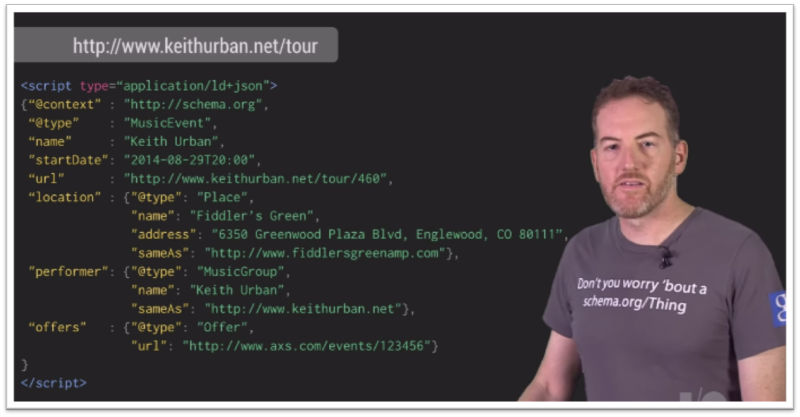 http://www.keithurban.net/tour
<script type=“application/ld+json”>
{“@context” : "http://schema.org",
“@type” : "MusicEvent",
“name” : "Keith Urban",
“startDate": "2014-08-29T20:00",
“url” : "http://www.keithurban.net/tour/460”,
“location” : {"@type": "Place",
"name": "Fiddler’s Green",
"address": "6350 Greenwood Plaza Blvd, Englewood, CO 80111”,
"sameAs": "http://www.fiddlersgreenamp.com"},
“performer": {"@type": "MusicGroup",
"name": "Keith Urban",
"sameAs": "http://www.keithurban.net"},
“offers” : {"@type": "Offer",
"url": "http://www.axs.com/events/123456"}
}
</script>
Don't you worry 'bout a
schema.org/Thing
g
I/O